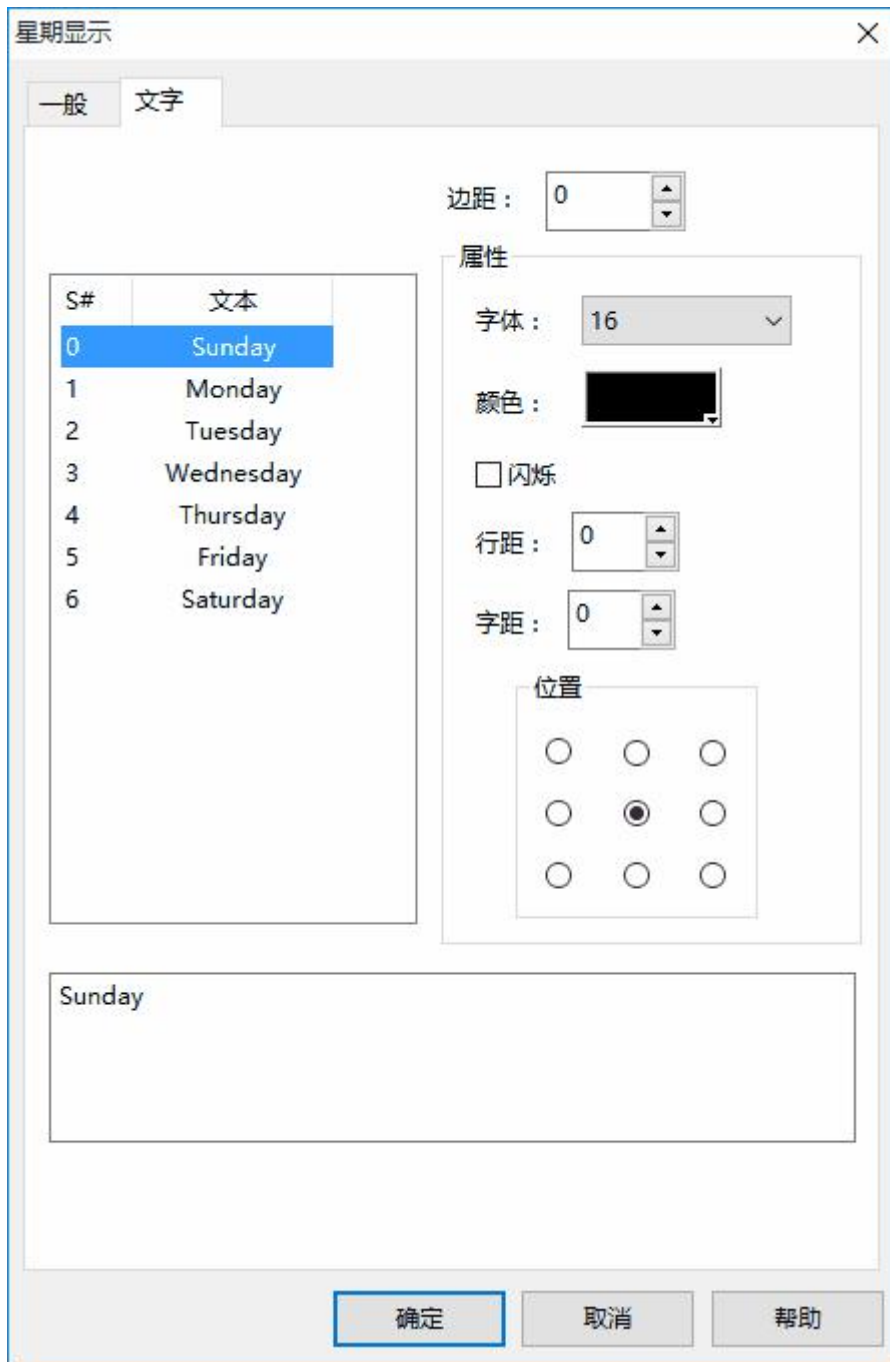 星期显示
一般 文字
边距： 0
属性
S# 文本
0 Sunday
1 Monday
2 Tuesday
3 Wednesday
4 Thursday
5 Friday
6 Saturday
字体： 16
颜色：
闪烁
行距： 0
字距： 0
位置
Sunday
确定 取消 帮助